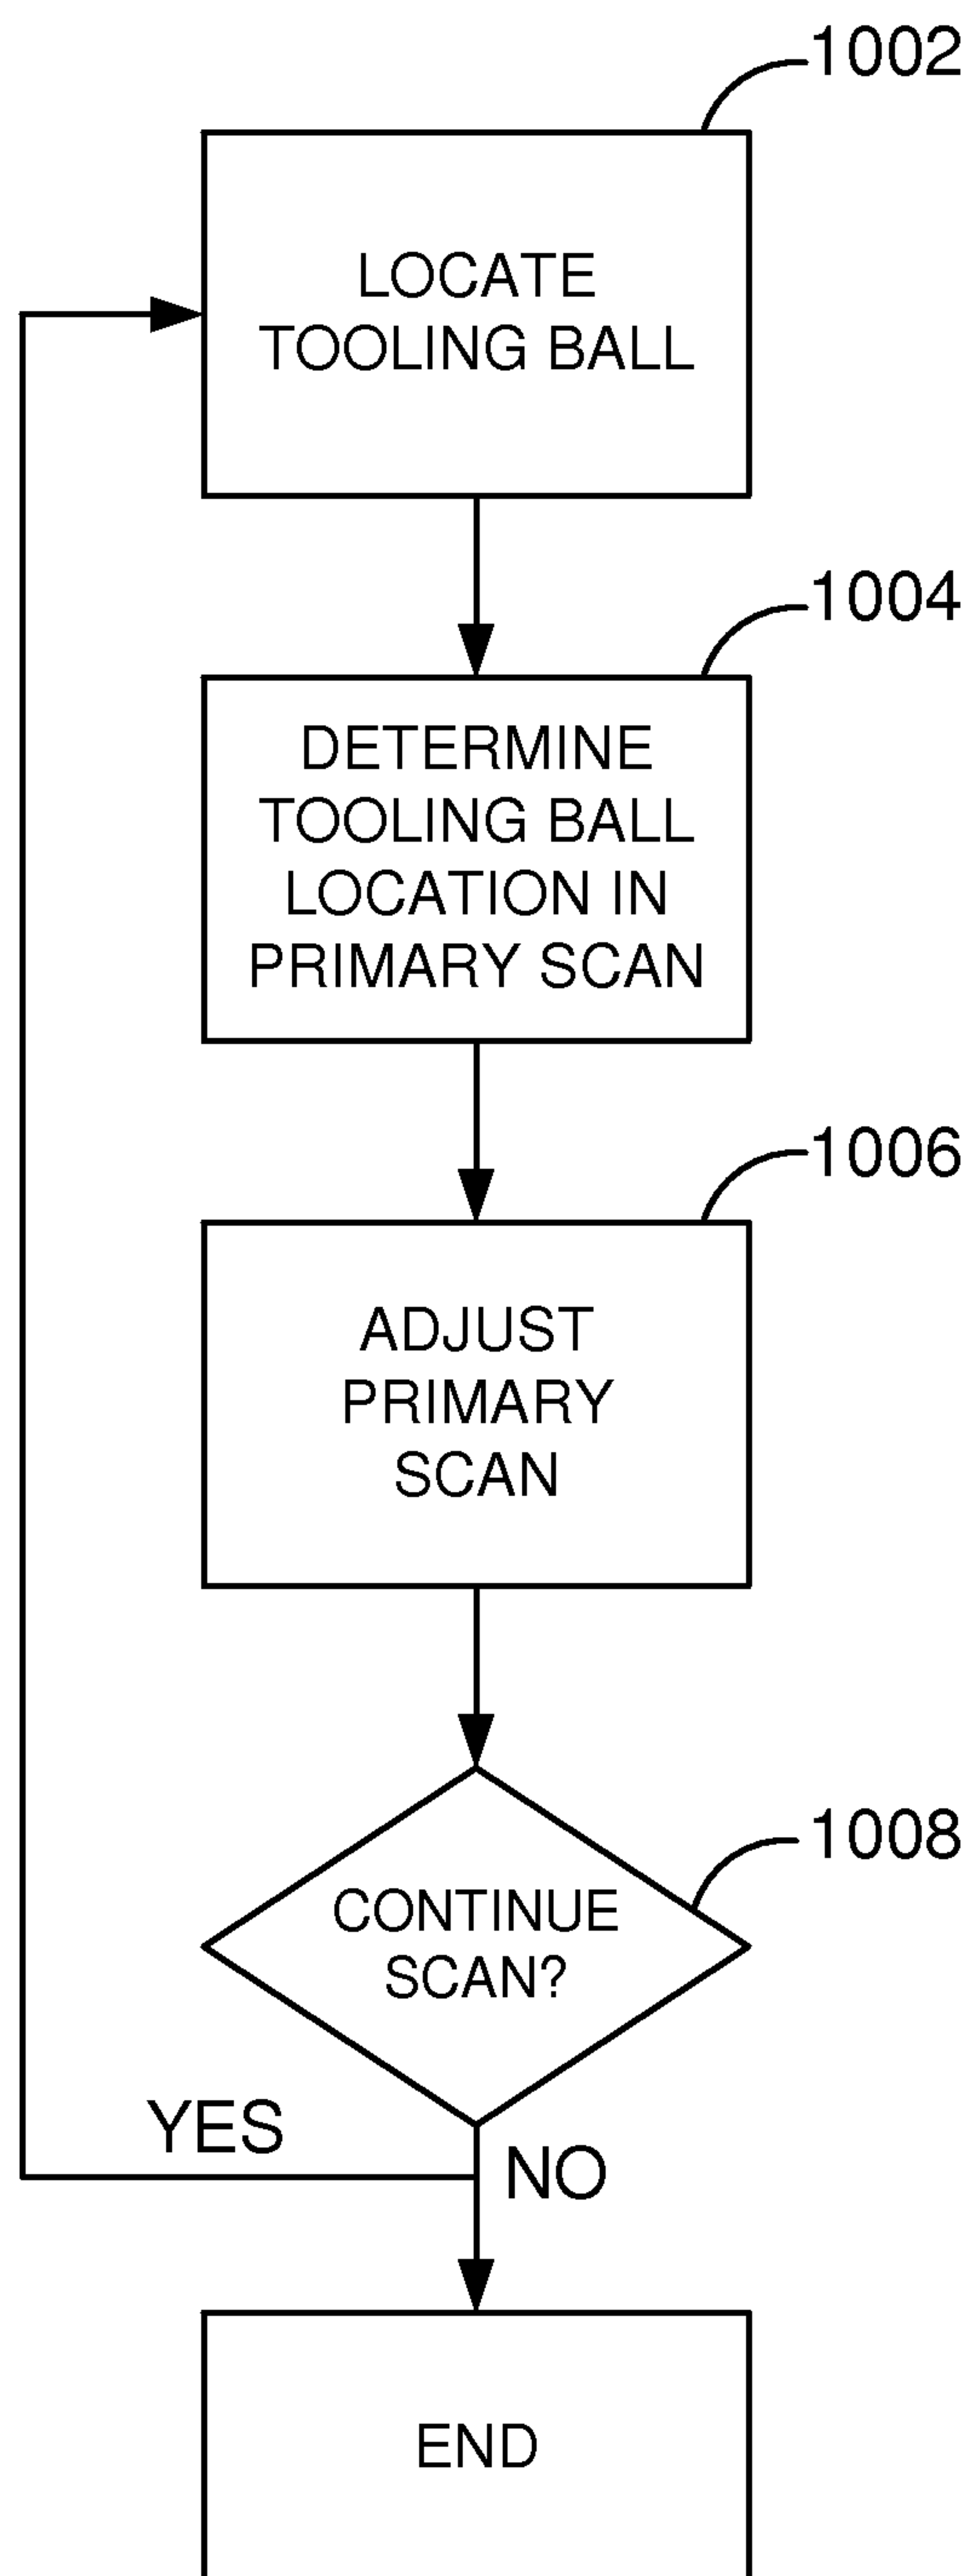 1002
LOCATE
TOOLING BALL
1004
DETERMINE
TOOLING BALL
LOCATION IN
PRIMARY SCAN
1006
ADJUST
PRIMARY
SCAN
1008
CONTINUE
SCAN?
YES
NO
END